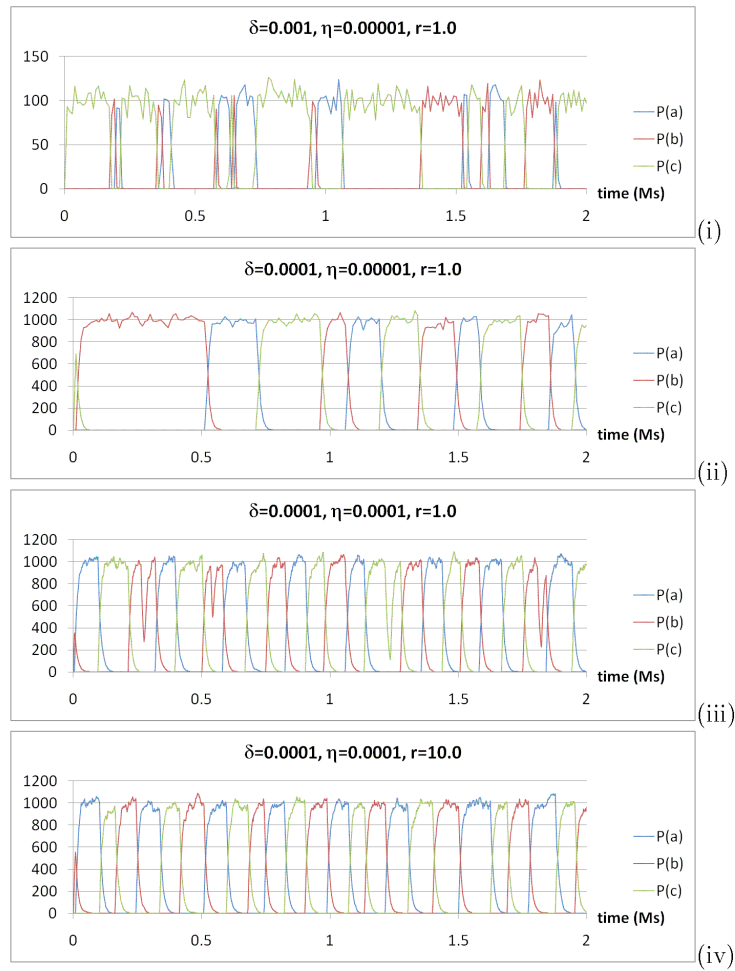 δ=0.001, η=0.00001, r=1.0
150
100
50
0
0 0.5 1 1.5 2
time (Ms)
P(a)
P(b)
P(c)
(i)
δ=0.0001, η=0.00001, r=1.0
1200
1000
800
600
400
200
0
0 0.5 1 1.5 2
time (Ms)
P(a)
P(b)
P(c)
(ii)
δ=0.0001, η=0.0001, r=1.0
1200
1000
800
600
400
200
0
0 0.5 1 1.5 2
time (Ms)
P(a)
P(b)
P(c)
(iii)
δ=0.0001, η=0.0001, r=10.0
1200
1000
800
600
400
200
0
0 0.5 1 1.5 2
time (Ms)
P(a)
P(b)
P(c)
(iv)